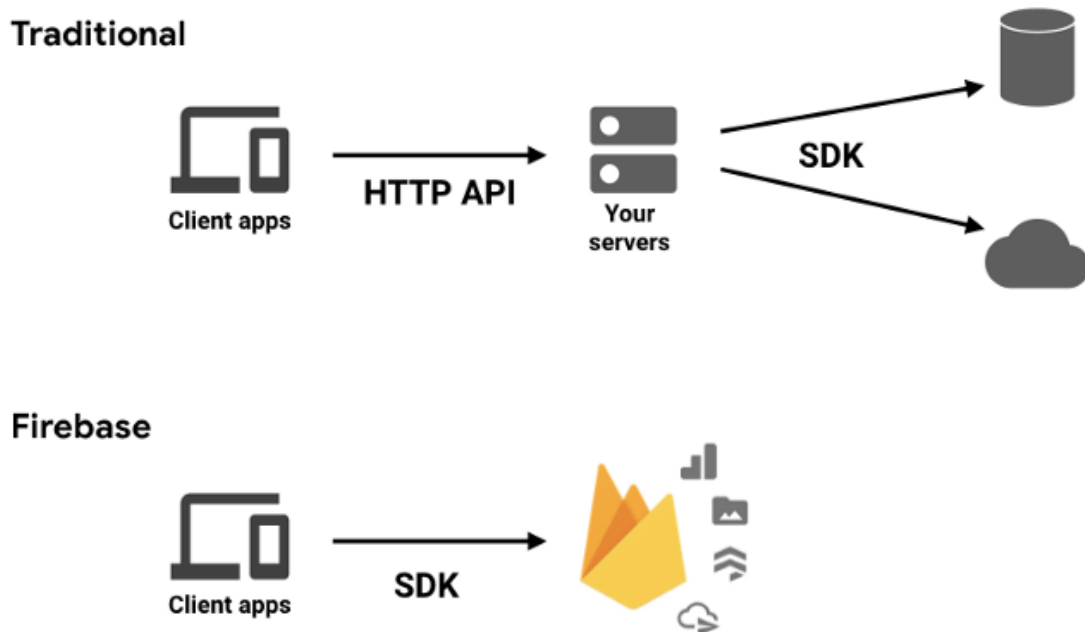 Traditional
Client apps
HTTP API
Your
servers
SDK
Firebase
Client apps
SDK